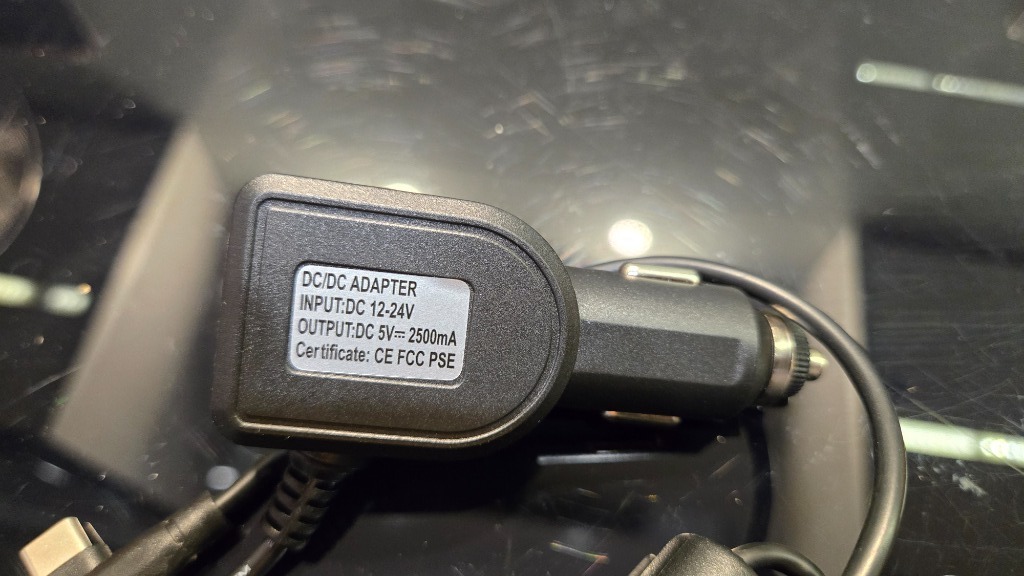 DC/DC ADAPTER
INPUT:DC 12-24V
OUTPUT:DC 5V⎓ 2500mA
Certificate: CE FCC PSE